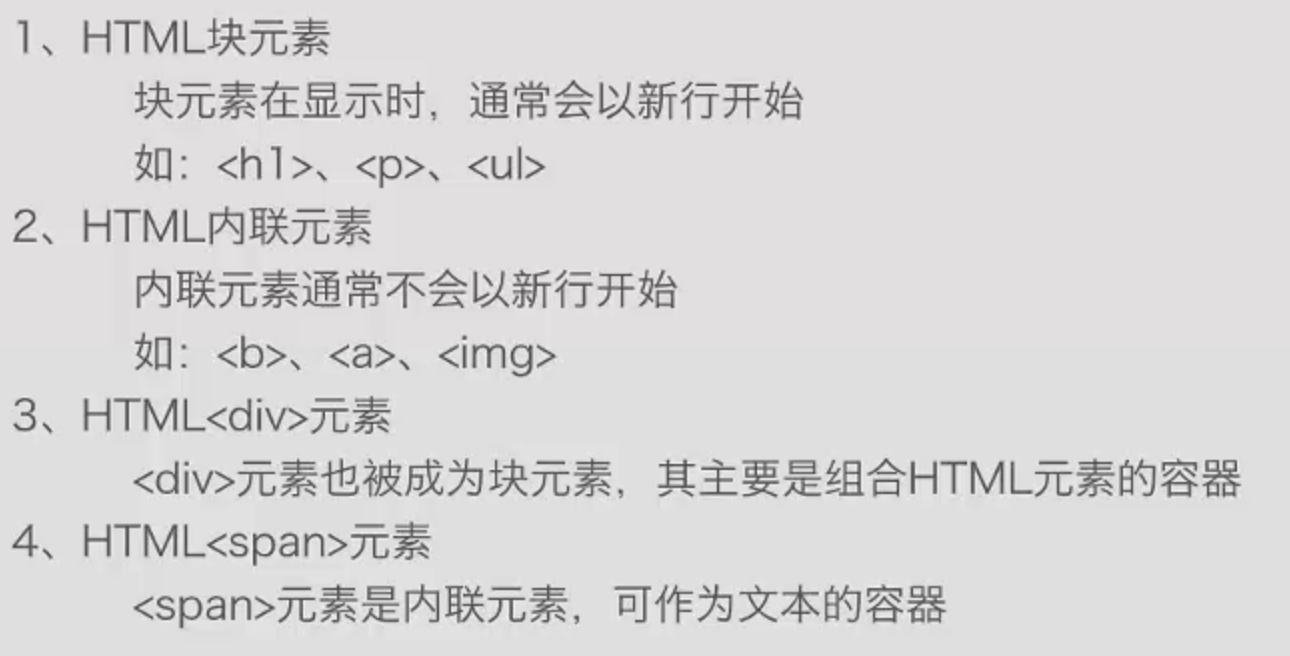 1、HTML块元素
块元素在显示时，通常会以新行开始
如：<h1>、<p>、<ul>
2、HTML内联元素
内联元素通常不会以新行开始
如：<b>、<a>、<img>
3、HTML<div>元素
<div>元素也被成为块元素，其主要是组合HTML元素的容器
4、HTML<span>元素
<span>元素是内联元素，可作为文本的容器